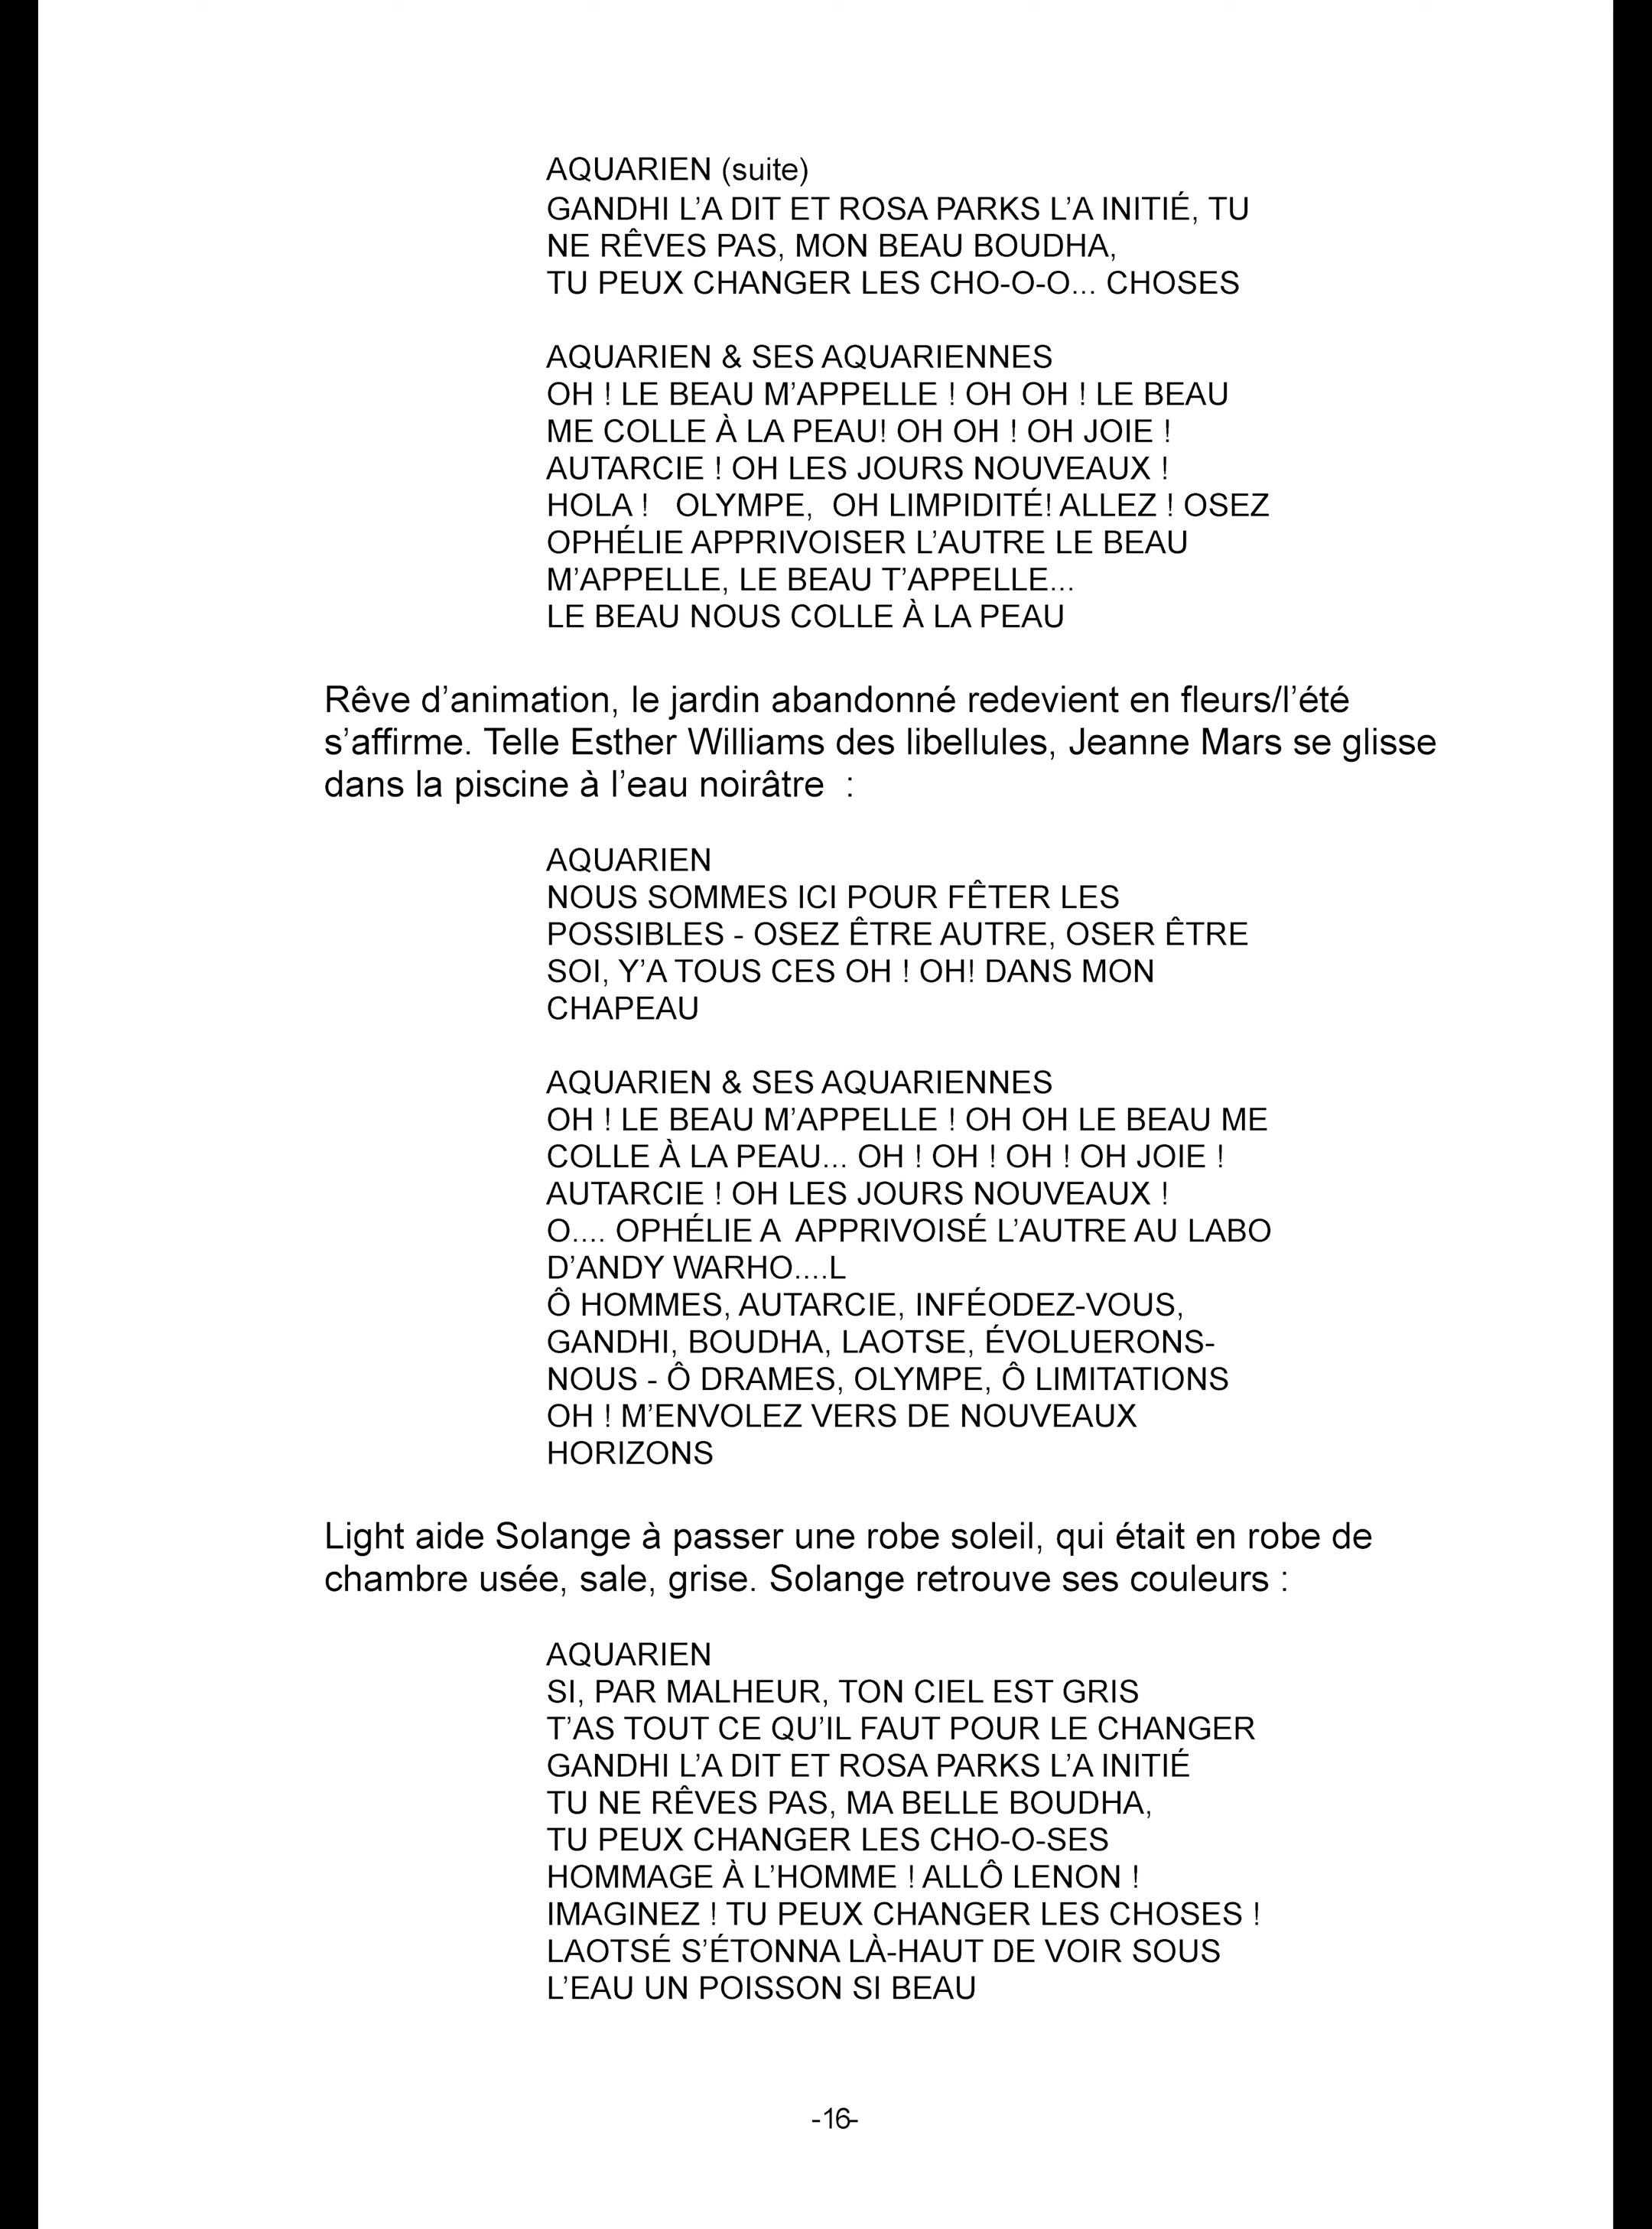 AQUARIEN (suite)
GANDHI L’A DIT ET ROSA PARKS L’A INITIÉ, TU
NE RÊVES PAS, MON BEAU BOUDHA,
TU PEUX CHANGER LES CHO-O-O... CHOSES
AQUARIEN & SES AQUARIENNES
OH ! LE BEAU M’APPELLE ! OH OH ! LE BEAU
ME COLLE À LA PEAU! OH OH ! OH JOIE !
AUTARCIE ! OH LES JOURS NOUVEAUX !
HOLA !   OLYMPE,  OH LIMPIDITÉ! ALLEZ ! OSEZ
OPHÉLIE APPRIVOISER L’AUTRE LE BEAU
M’APPELLE, LE BEAU T’APPELLE...
LE BEAU NOUS COLLE À LA PEAU
Rêve d’animation, le jardin abandonné redevient en fleurs/l’été
s’affirme. Telle Esther Williams des libellules, Jeanne Mars se glisse
dans la piscine à l’eau noirâtre  :
AQUARIEN
NOUS SOMMES ICI POUR FÊTER LES
POSSIBLES - OSEZ ÊTRE AUTRE, OSER ÊTRE
SOI, Y’A TOUS CES OH ! OH! DANS MON
CHAPEAU
AQUARIEN & SES AQUARIENNES
OH ! LE BEAU M’APPELLE ! OH OH LE BEAU ME
COLLE À LA PEAU... OH ! OH ! OH ! OH JOIE !
AUTARCIE ! OH LES JOURS NOUVEAUX !
O.... OPHÉLIE A  APPRIVOISÉ L’AUTRE AU LABO
D’ANDY WARHO....L
Ô HOMMES, AUTARCIE, INFÉODEZ-VOUS,
GANDHI, BOUDHA, LAOTSE, ÉVOLUERONS-
NOUS - Ô DRAMES, OLYMPE, Ô LIMITATIONS
OH ! M’ENVOLEZ VERS DE NOUVEAUX
HORIZONS
Light aide Solange à passer une robe soleil, qui était en robe de
chambre usée, sale, grise. Solange retrouve ses couleurs :
AQUARIEN
SI, PAR MALHEUR, TON CIEL EST GRIS
T’AS TOUT CE QU’IL FAUT POUR LE CHANGER
GANDHI L’A DIT ET ROSA PARKS L’A INITIÉ
TU NE RÊVES PAS, MA BELLE BOUDHA,
TU PEUX CHANGER LES CHO-O-SES
HOMMAGE À L’HOMME ! ALLÔ LENON !
IMAGINEZ ! TU PEUX CHANGER LES CHOSES !
LAOTSÉ S’ÉTONNA LÀ-HAUT DE VOIR SOUS
L’EAU UN POISSON SI BEAU
-16-